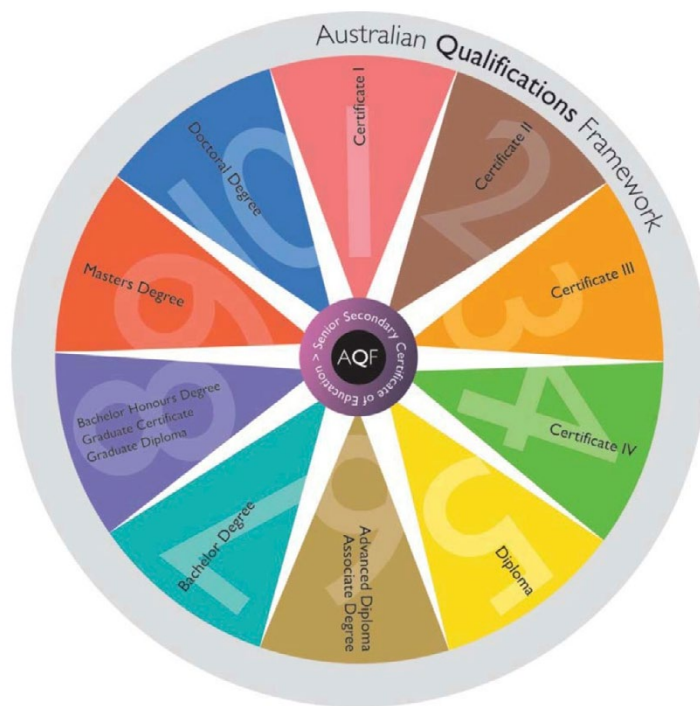 Australian Qualifications Framework
1
Certificate I
2
Certificate II
3
Certificate III
4
Certificate IV
5
Diploma
6
Advanced Diploma
Associate Degree
7
Bachelor Degree
8
Bachelor Honours Degree
Graduate Certificate
Graduate Diploma
9
Masters Degree
10
Doctoral Degree
Senior Secondary Certificate of Education >
AQF